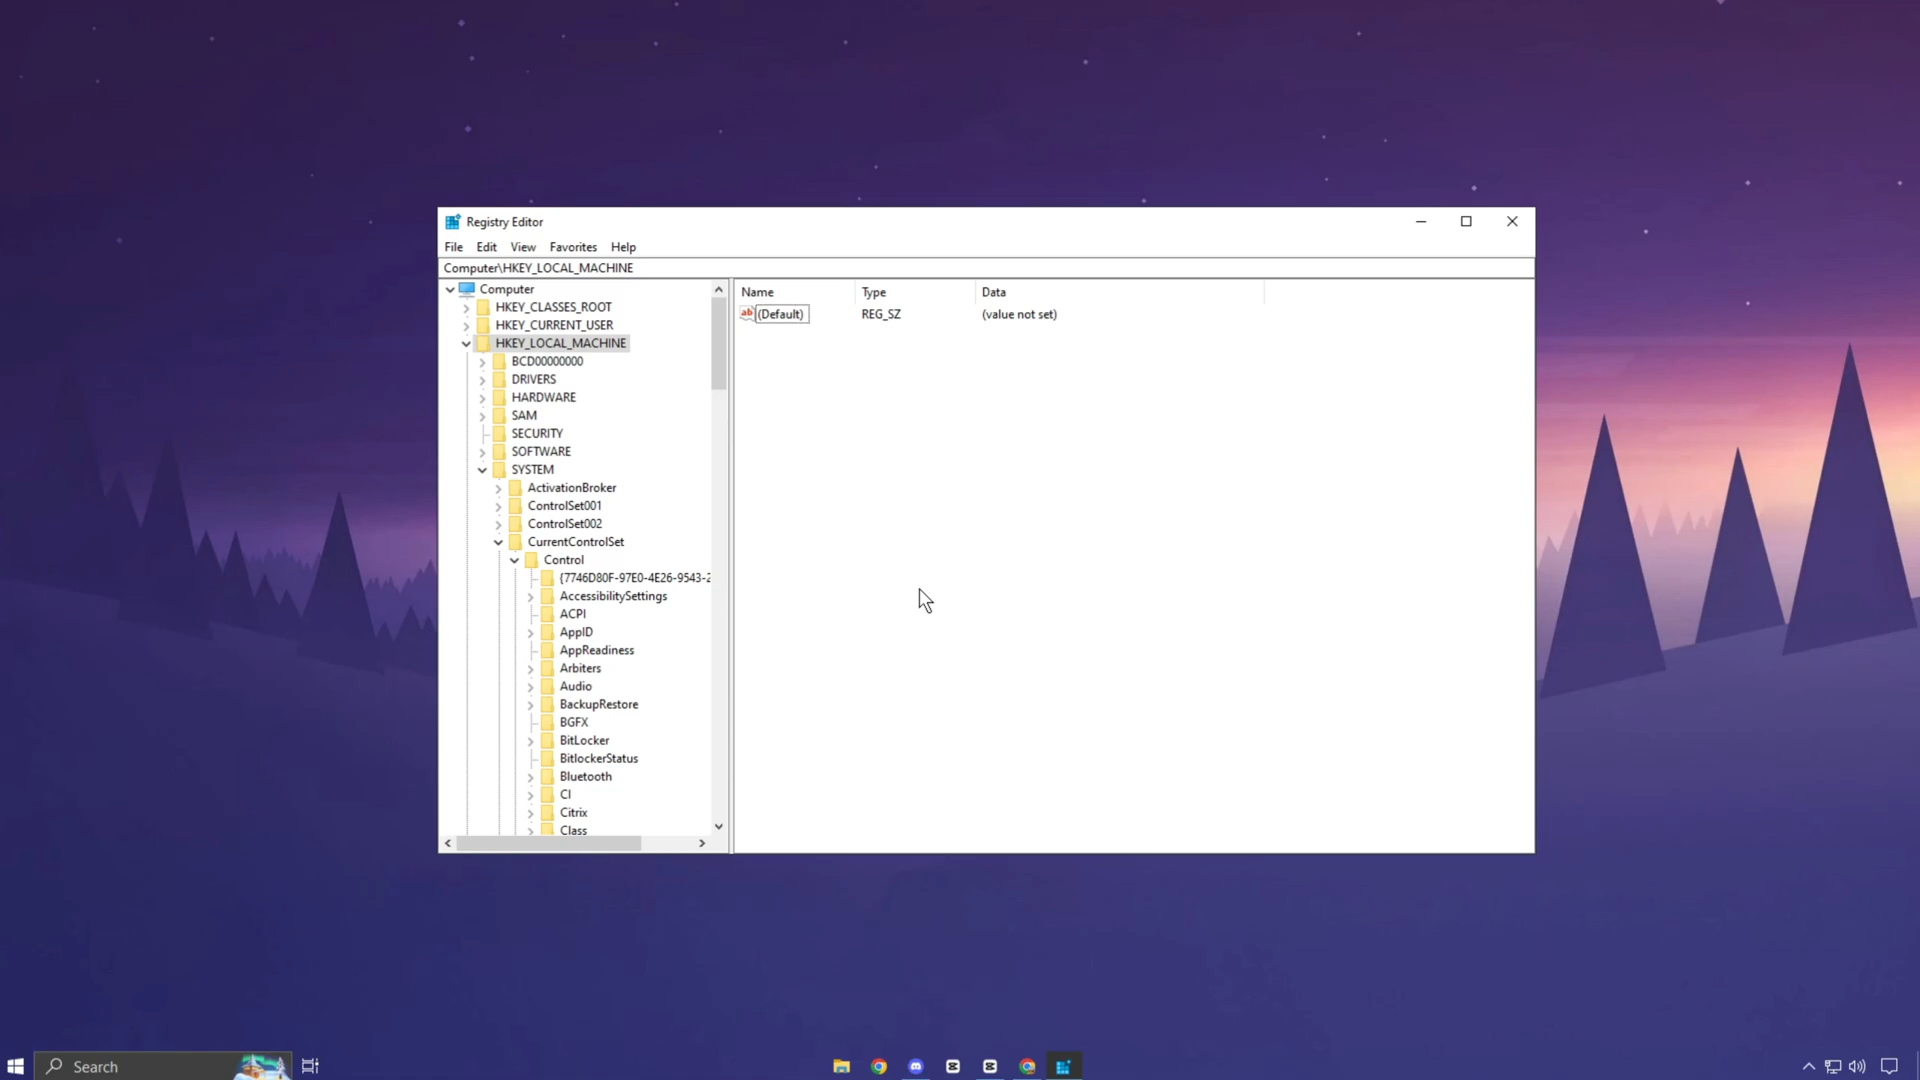 Registry Editor
File Edit View Favorites Help
Computer\HKEY_LOCAL_MACHINE
Computer
HKEY_CLASSES_ROOT
HKEY_CURRENT_USER
HKEY_LOCAL_MACHINE
BCD00000000
DRIVERS
HARDWARE
SAM
SECURITY
SOFTWARE
SYSTEM
ActivationBroker
ControlSet001
ControlSet002
CurrentControlSet
Control
{7746D80F-97E0-4E26-9543-2
AccessibilitySettings
ACPI
AppID
AppReadiness
Arbiters
Audio
BackupRestore
BGFX
BitLocker
BitlockerStatus
Bluetooth
CI
Citrix
Class
Name Type Data
ab (Default) REG_SZ (value not set)
Search